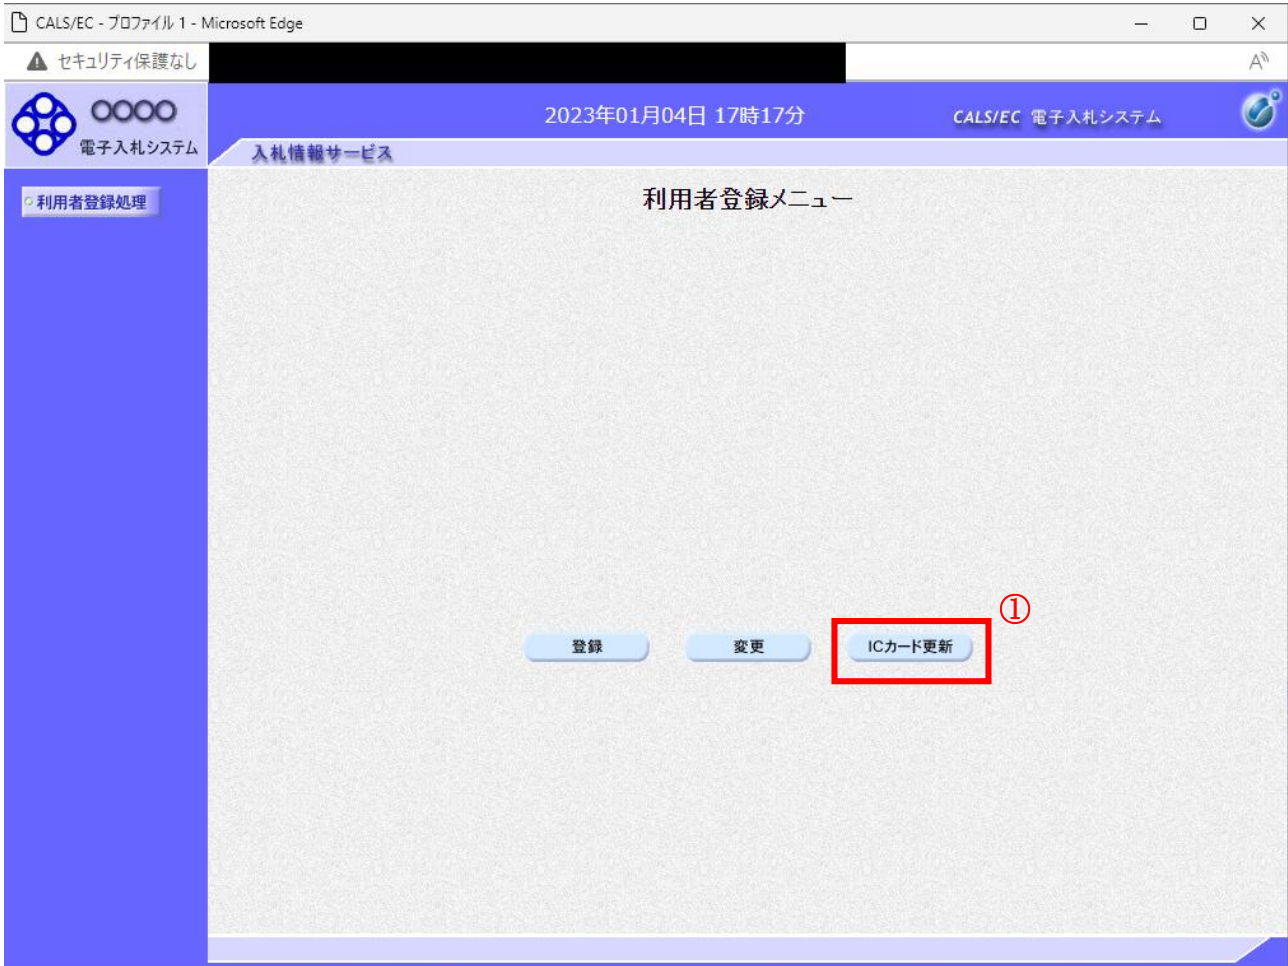 CALS/EC - プロファイル 1 - Microsoft Edge
セキュリティ保護なし
A
〇〇〇〇
電子入札システム
2023年01月04日 17時17分
CALS/EC 電子入札システム
入札情報サービス
利用者登録処理
利用者登録メニュー
①
登録
変更
ICカード更新